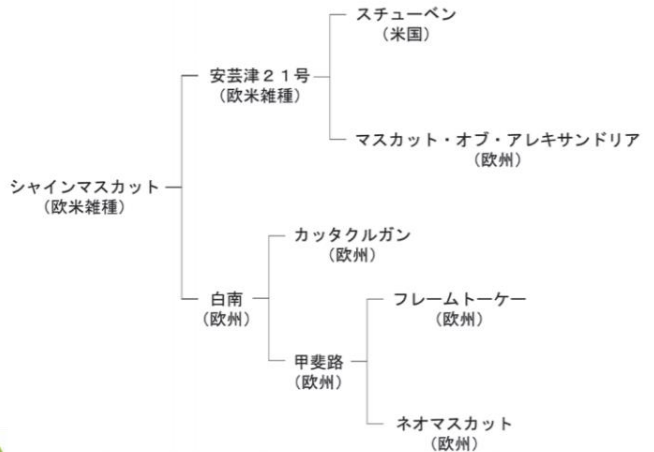 スチューベン
（米国）
安芸津２１号
（欧米雑種）
マスカット・オブ・アレキサンドリア
（欧州）
シャインマスカット
（欧米雑種）
カッタクルガン
（欧州）
白南
（欧州）
フレームトーケー
（欧州）
甲斐路
（欧州）
ネオマスカット
（欧州）